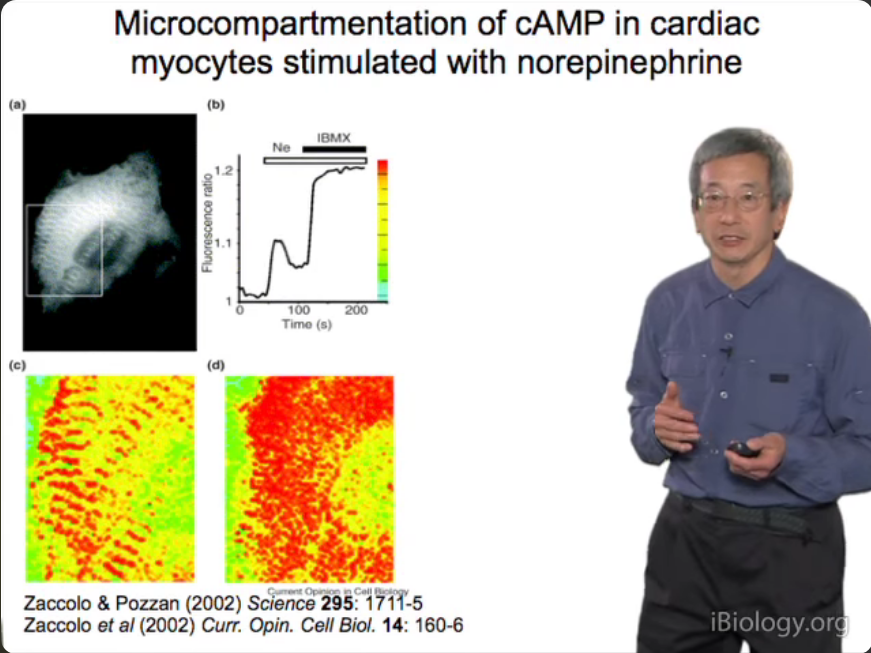 Microcompartmentation of cAMP in cardiac
myocytes stimulated with norepinephrine
(a)
(b)
IBMX
Ne
Fluorescence ratio
1.2
1.1
1
0
100
200
Time (s)
(c)
(d)
Current Opinion in Cell Biology
Zaccolo & Pozzan (2002) Science 295: 1711-5
Zaccolo et al (2002) Curr. Opin. Cell Biol. 14: 160-6
iBiology.org